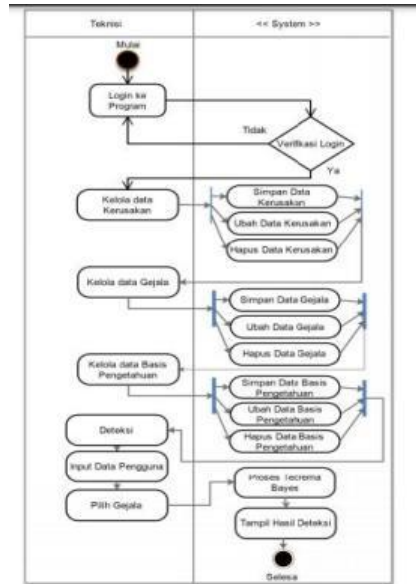 Teknisi
<< System >>
Mulai
Login ke
Program
Tidak
Verifikasi Login
Ya
Kelola data
Kerusakan
Simpan Data
Kerusakan
Ubah Data Kerusakan
Hapus Data Kerusakan
Kelola data Gejala
Simpan Data Gejala
Ubah Data Gejala
Hapus Data Gejala
Kelola data Basis
Pengetahuan
Simpan Data Basis
Pengetahuan
Ubah Data Basis
Pengetahuan
Hapus Data Basis
Pengetahuan
Deteksi
Input Data Pengguna
Pilih Gejala
Proses Teorema
Bayes
Tampil Hasil Deteksi
Selesa